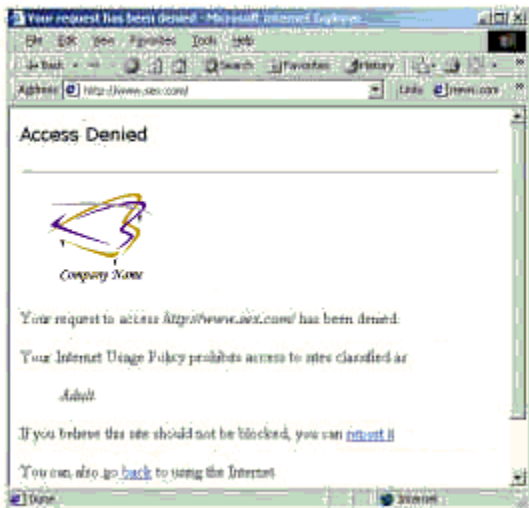 Your request has been denied - Microsoft Internet Explorer
File Edit View Favorites Tools Help
Back Search Favorites History
Address http://www.sex.com/ Links news.com
Access Denied
Company Name
Your request to access http://www.sex.com/ has been denied.
Your Internet Usage Policy prohibits access to sites classified as
Adult
If you believe this site should not be blocked, you can report it
You can also go back to using the Internet
Done Internet